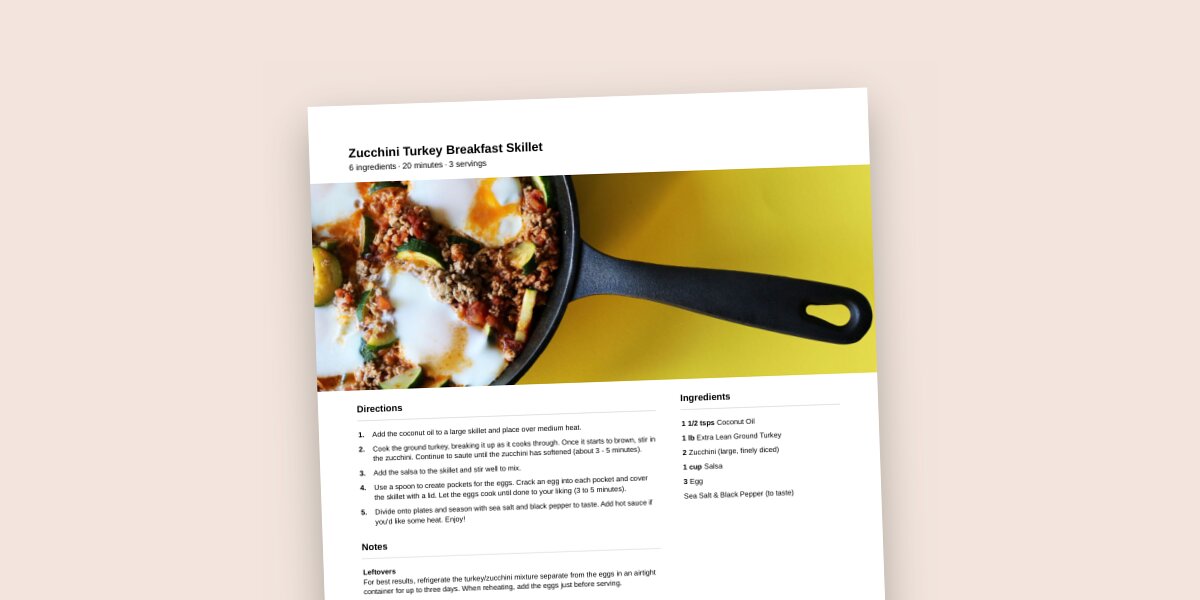 Zucchini Turkey Breakfast Skillet
6 ingredients · 20 minutes · 3 servings
Directions
1. Add the coconut oil to a large skillet and place over medium heat.
2. Cook the ground turkey, breaking it up as it cooks through. Once it starts to brown, stir in
the zucchini. Continue to saute until the zucchini has softened (about 3 - 5 minutes).
3. Add the salsa to the skillet and stir well to mix.
4. Use a spoon to create pockets for the eggs. Crack an egg into each pocket and cover
the skillet with a lid. Let the eggs cook until done to your liking (3 to 5 minutes).
5. Divide onto plates and season with sea salt and black pepper to taste. Add hot sauce if
you'd like some heat. Enjoy!
Notes
Leftovers
For best results, refrigerate the turkey/zucchini mixture separate from the eggs in an airtight
container for up to three days. When reheating, add the eggs just before serving.
Ingredients
1 1/2 tsps Coconut Oil
1 lb Extra Lean Ground Turkey
2 Zucchini (large, finely diced)
1 cup Salsa
3 Egg
Sea Salt & Black Pepper (to taste)